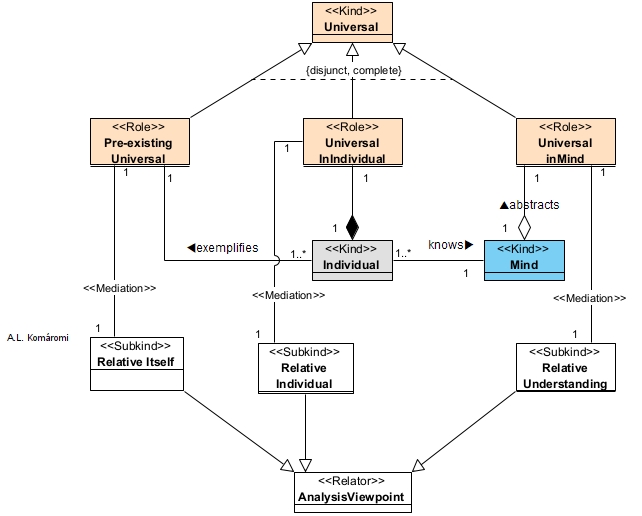 <<Kind>>
Universal
{disjunct, complete}
<<Role>>
Pre-existing
Universal
<<Role>>
Universal
InIndividual
<<Role>>
Universal
inMind
1
1
1
1
1
1
▲abstracts
1
1
◀exemplifies
1..*
<<Kind>>
Individual
1..*
knows▶
1
<<Kind>>
Mind
<<Mediation>>
<<Mediation>>
<<Mediation>>
A.L. Komáromi
1
1
1
<<Subkind>>
Relative Itself
<<Subkind>>
Relative
Individual
<<Subkind>>
Relative
Understanding
<<Relator>>
AnalysisViewpoint